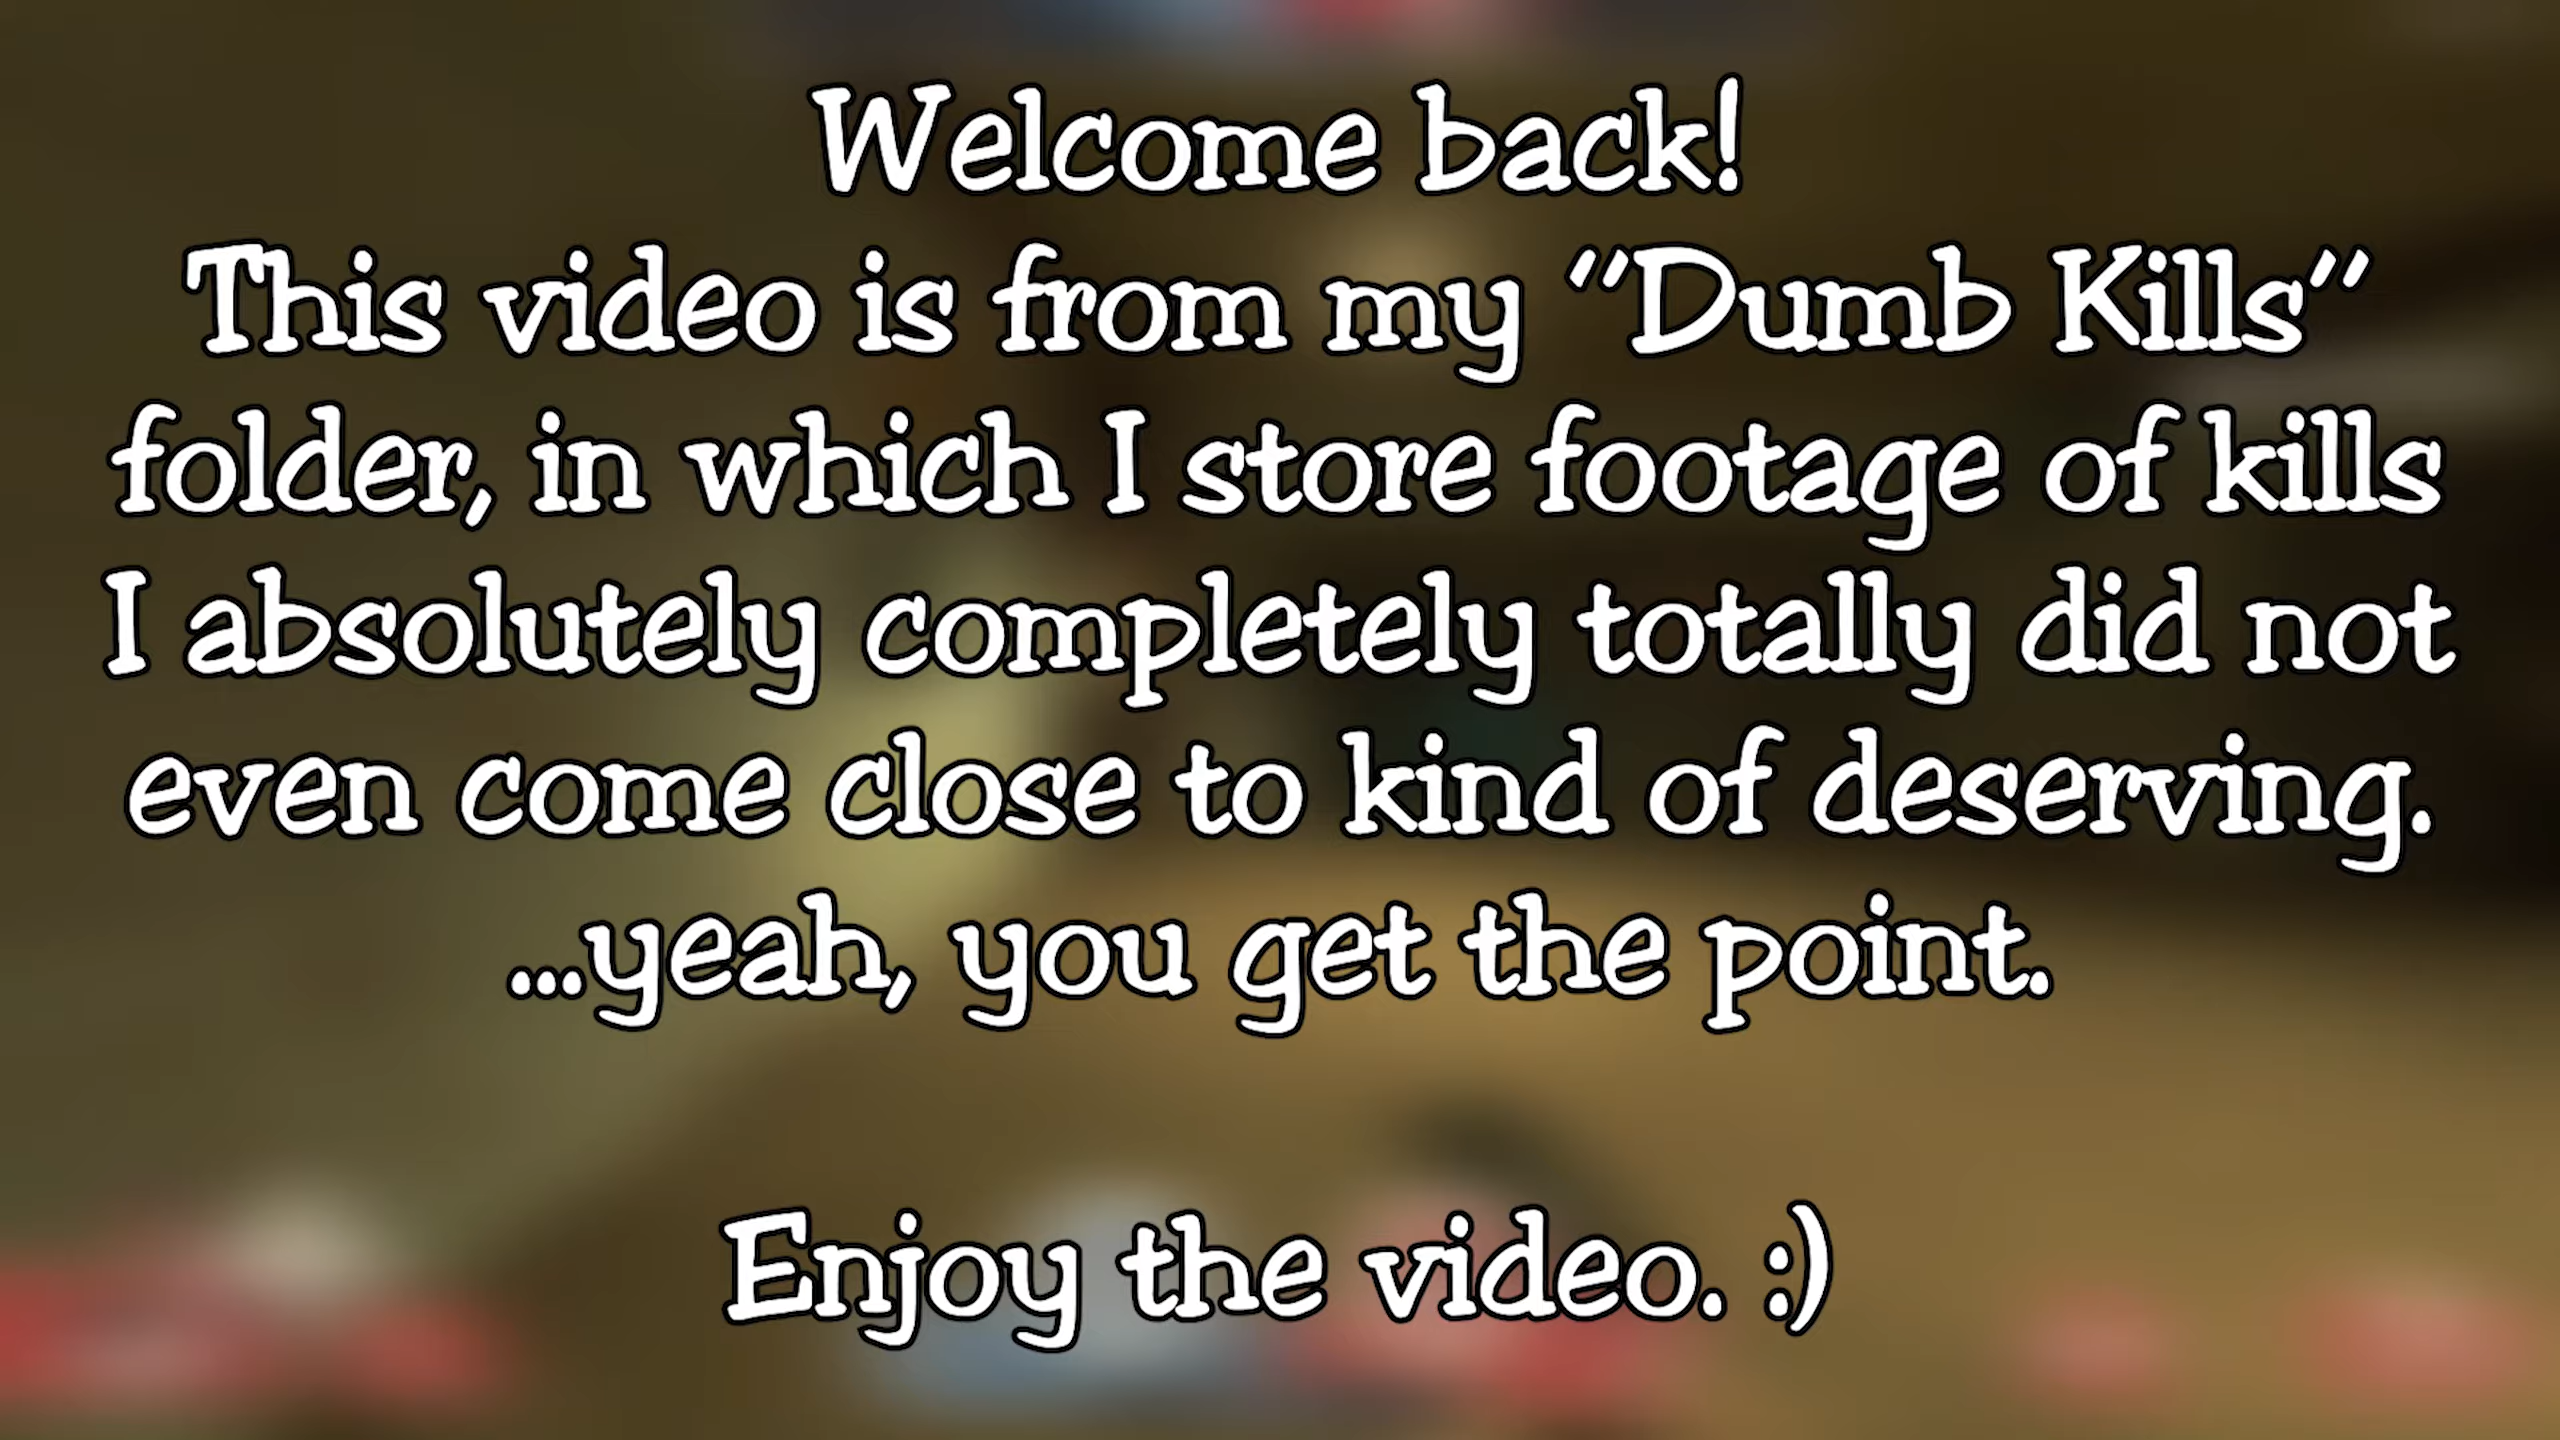 Welcome back!
This video is from my "Dumb Kills"
folder, in which I store footage of kills
I absolutely completely totally did not
even come close to kind of deserving.
...yeah, you get the point.
Enjoy the video. :)